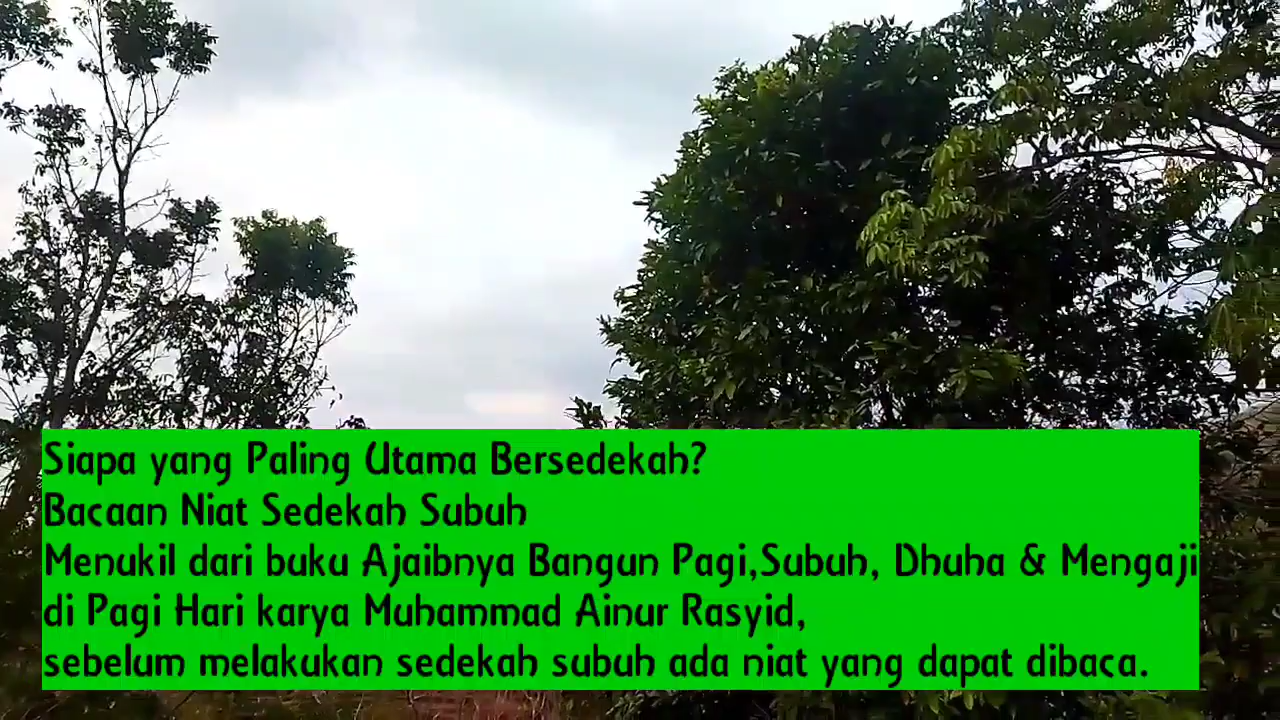 Siapa yang Paling Utama Bersedekah?
Bacaan Niat Sedekah Subuh
Menukil dari buku Ajaibnya Bangun Pagi,Subuh, Dhuha & Mengaji
di Pagi Hari karya Muhammad Ainur Rasyid,
sebelum melakukan sedekah subuh ada niat yang dapat dibaca.